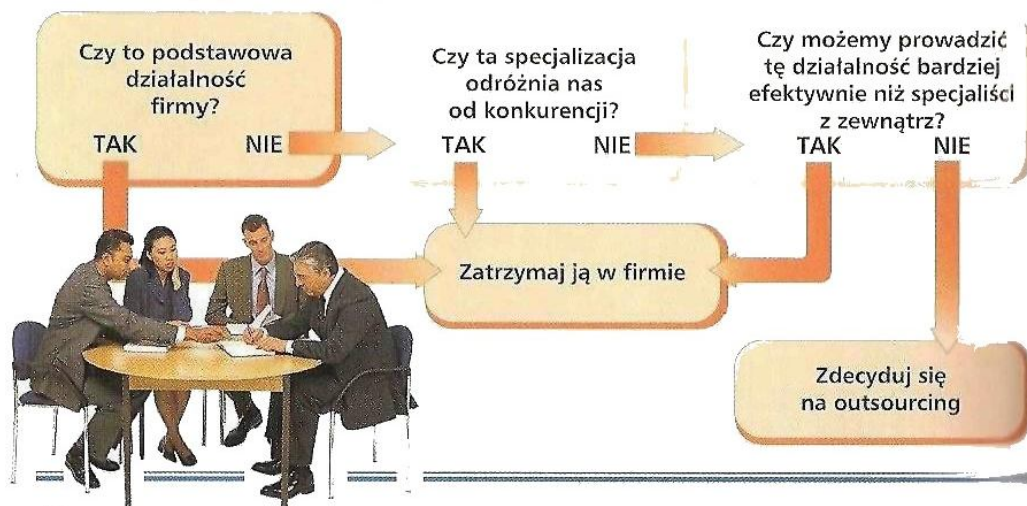 Czy to podstawowa
działalność
firmy?
TAK NIE
Czy ta specjalizacja
odróżnia nas
od konkurencji?
TAK NIE
Czy możemy prowadzić
tę działalność bardziej
efektywnie niż specjaliści
z zewnątrz?
TAK NIE
Zatrzymaj ją w firmie
Zdecyduj się
na outsourcing